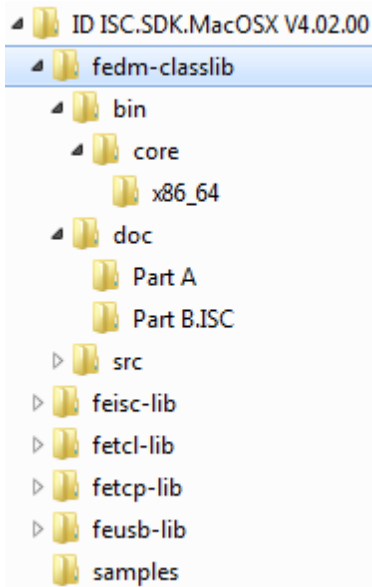 ID ISC.SDK.MacOSX V4.02.00
fedm-classlib
bin
core
x86_64
doc
Part A
Part B.ISC
src
feisc-lib
fetcl-lib
fetcp-lib
feusb-lib
samples